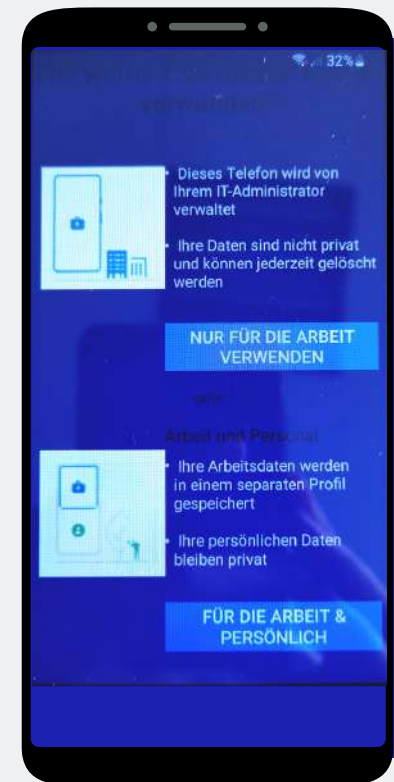 32%
verwenden?
• Dieses Telefon wird von
Ihrem IT-Administrator
verwaltet
• Ihre Daten sind nicht privat
und können jederzeit gelöscht
werden
NUR FÜR DIE ARBEIT
VERWENDEN
oder
Arbeit und Personal
• Ihre Arbeitsdaten werden
in einem separaten Profil
gespeichert
• Ihre persönlichen Daten
bleiben privat
FÜR DIE ARBEIT &
PERSÖNLICH